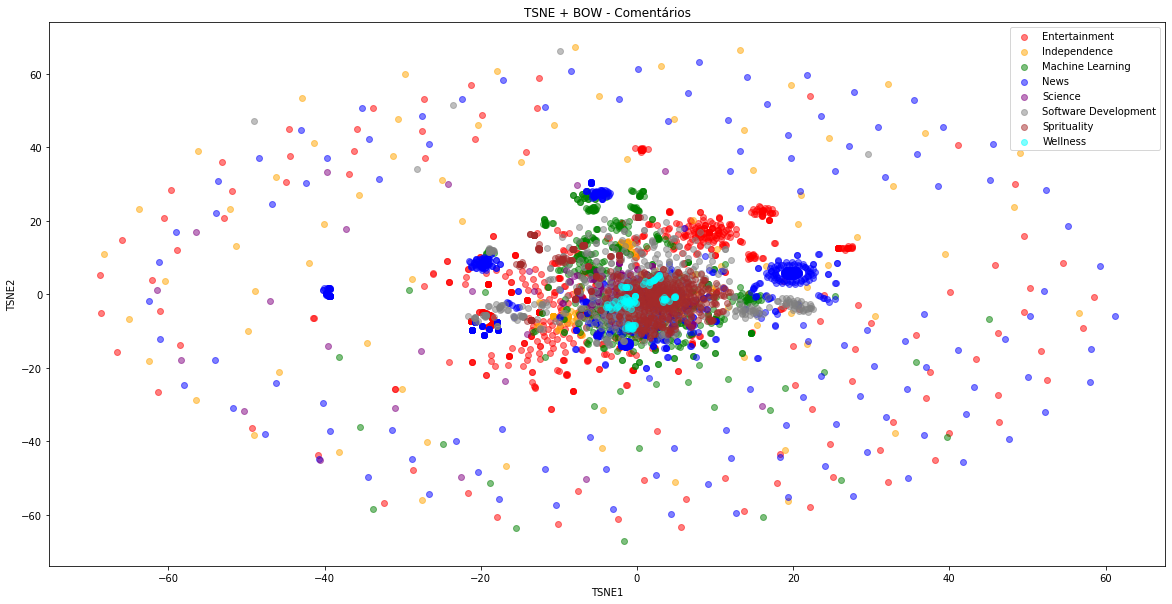 TSNE + BOW - Comentários
Entertainment
Independence
Machine Learning
News
Science
Software Development
Sprituality
Wellness
TSNE2
60
40
20
0
−20
−40
−60
−60
−40
−20
0
20
40
60
TSNE1